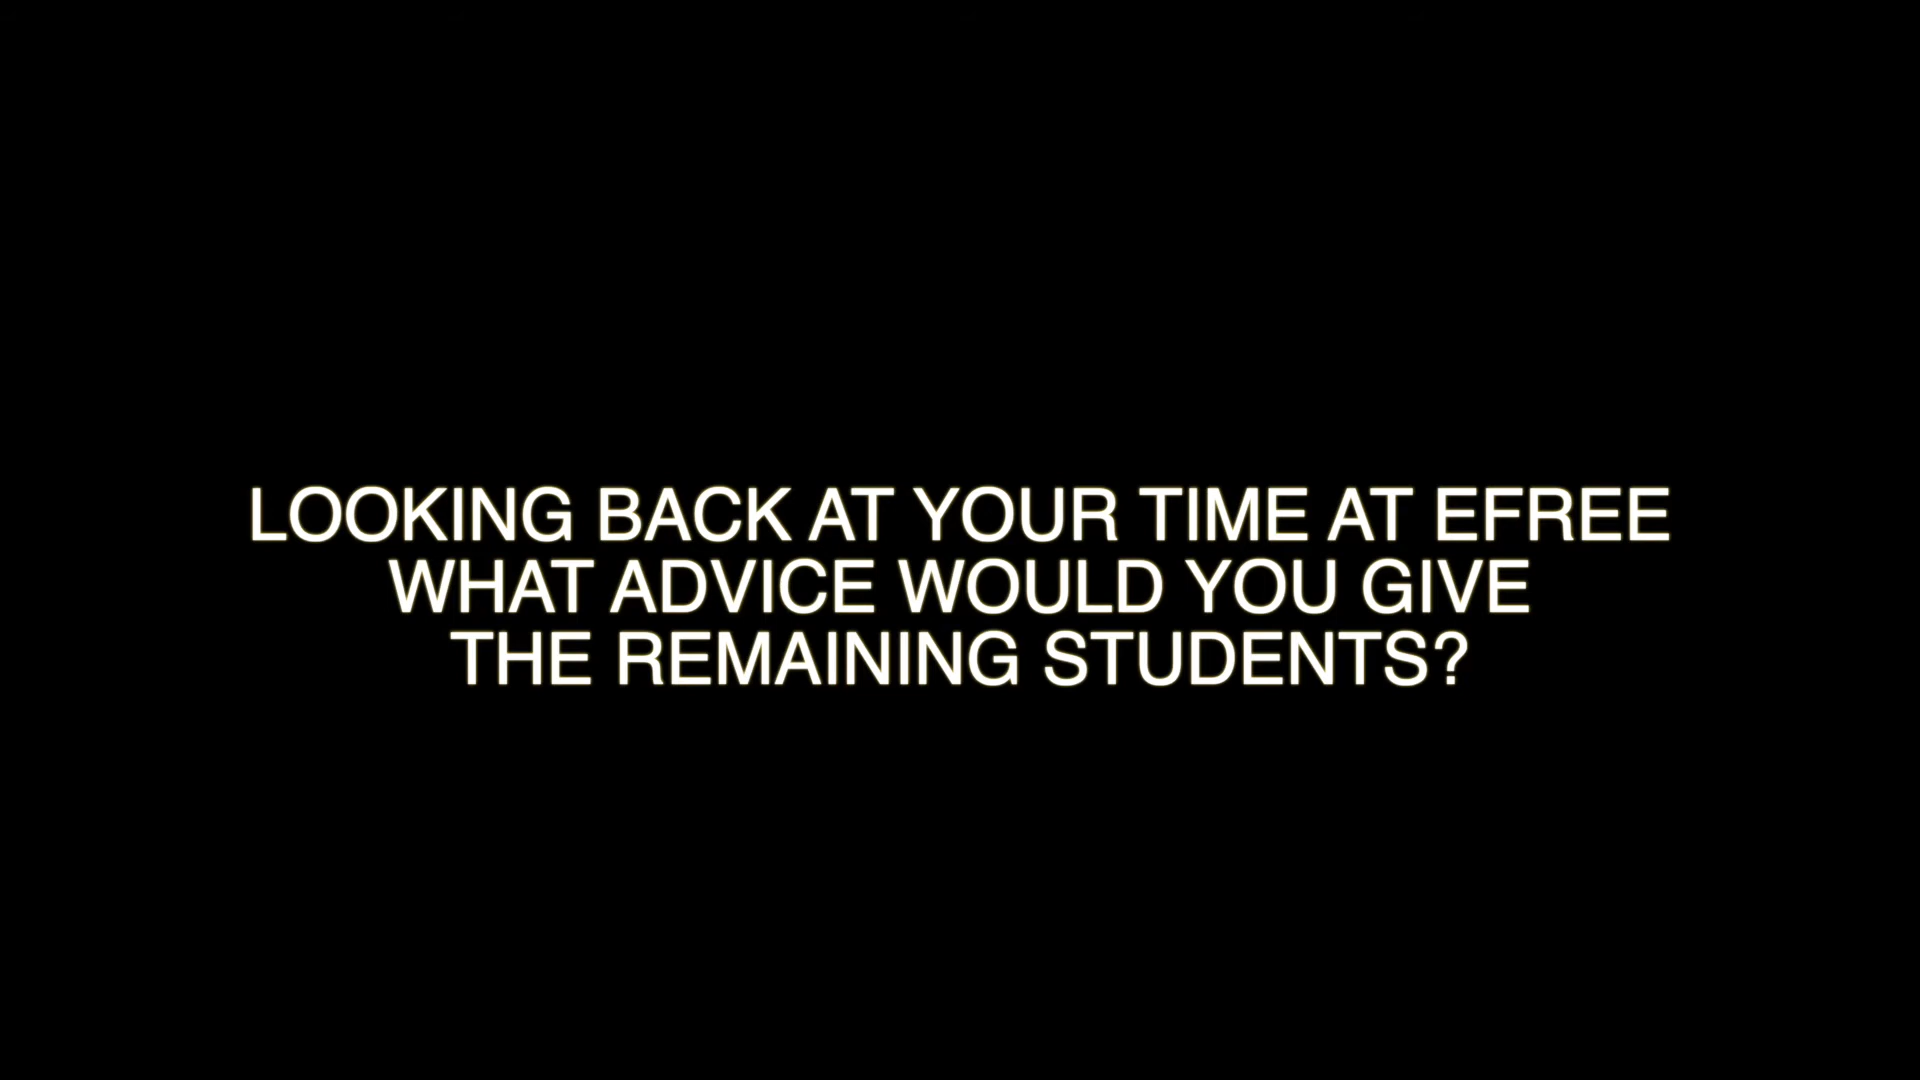 LOOKING BACK AT YOUR TIME AT EFREE
WHAT ADVICE WOULD YOU GIVE
THE REMAINING STUDENTS?